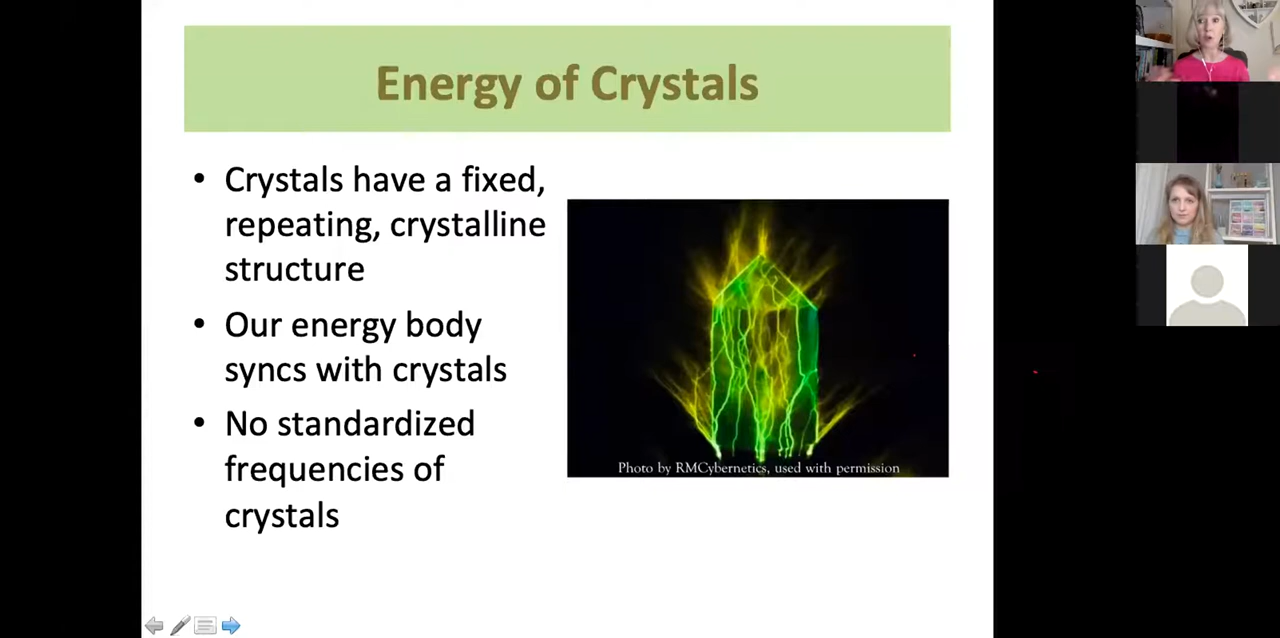 Energy of Crystals
• Crystals have a fixed,
repeating, crystalline
structure
• Our energy body
syncs with crystals
• No standardized
frequencies of
crystals
Photo by RMCybernetics, used with permission